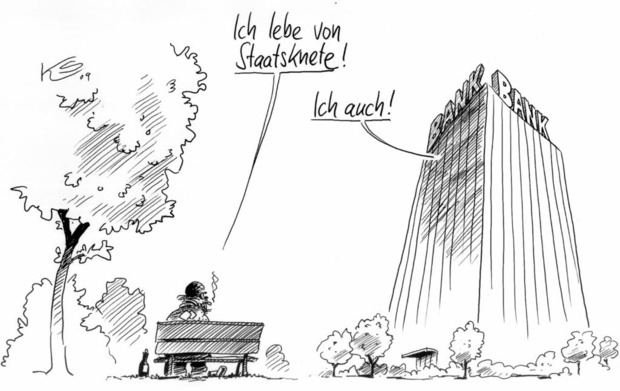 Ich lebe von
Staatsknete!
Ich auch!
BANK BANK
KS 09